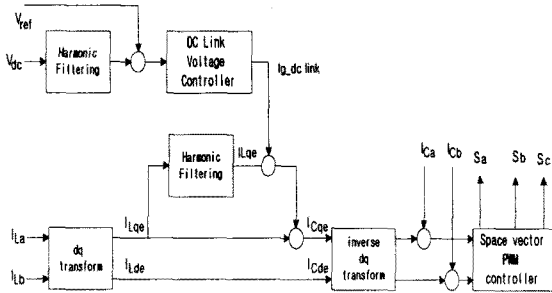 Vref
Vdc
Harmonic
Filtering
DC Link
Voltage
Controller
Ig_dc link
Harmonic
Filtering
ILqe
ICa
ICb
Sa
Sb
Sc
ILa
ILb
dq
transform
ILqe
ILde
ICqe
ICde
inverse
dq
transform
Space vector
PWM
controller